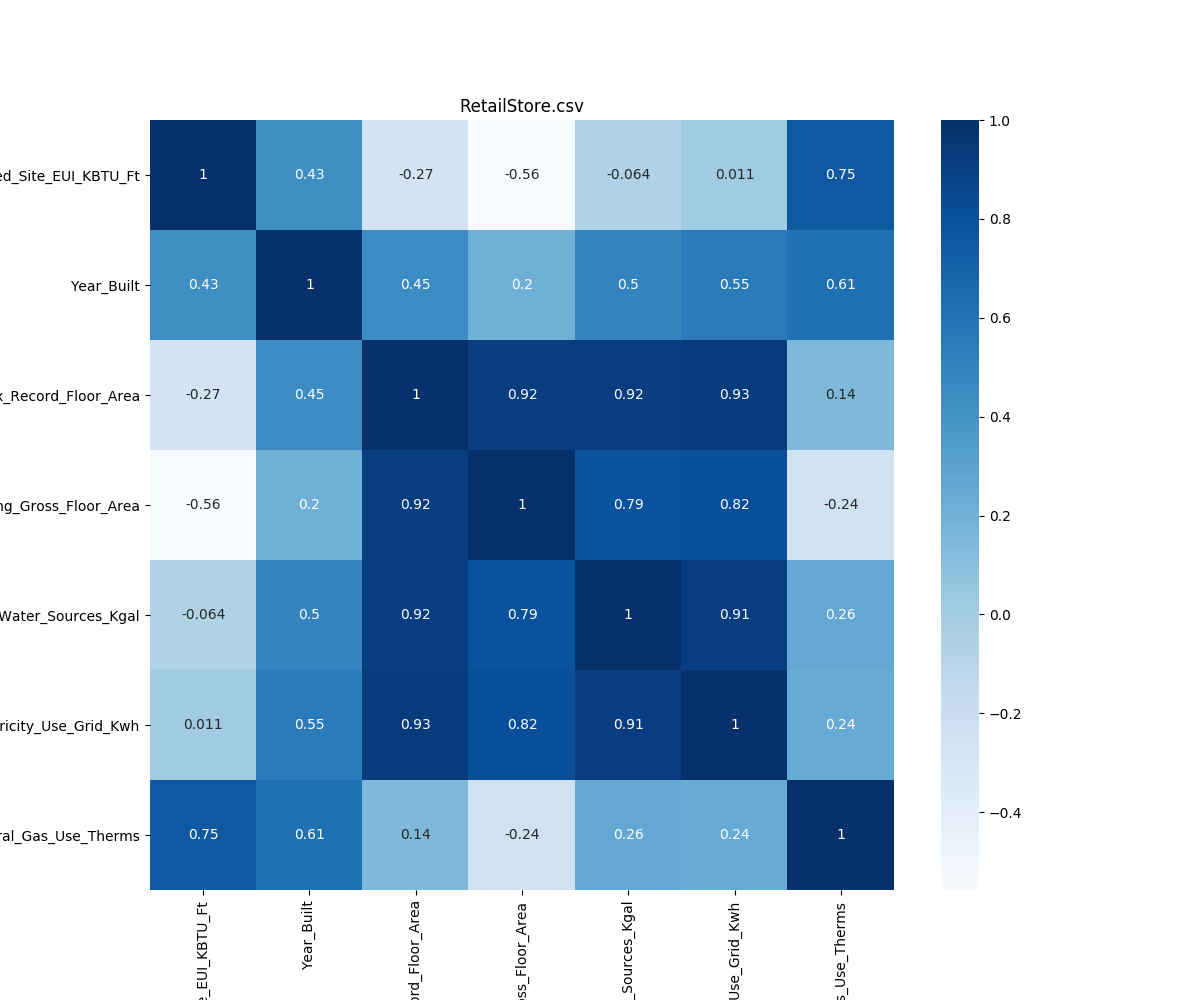 RetailStore.csv
ed_Site_EUI_KBTU_Ft 1 0.43 -0.27 -0.56 -0.064 0.011 0.75
Year_Built 0.43 1 0.45 0.2 0.5 0.55 0.61
x_Record_Floor_Area -0.27 0.45 1 0.92 0.92 0.93 0.14
ng_Gross_Floor_Area -0.56 0.2 0.92 1 0.79 0.82 -0.24
Water_Sources_Kgal -0.064 0.5 0.92 0.79 1 0.91 0.26
ricity_Use_Grid_Kwh 0.011 0.55 0.93 0.82 0.91 1 0.24
ral_Gas_Use_Therms 0.75 0.61 0.14 -0.24 0.26 0.24 1
e_EUI_KBTU_Ft
Year_Built
ord_Floor_Area
oss_Floor_Area
_Sources_Kgal
Use_Grid_Kwh
s_Use_Therms
1.0
0.8
0.6
0.4
0.2
0.0
−0.2
−0.4